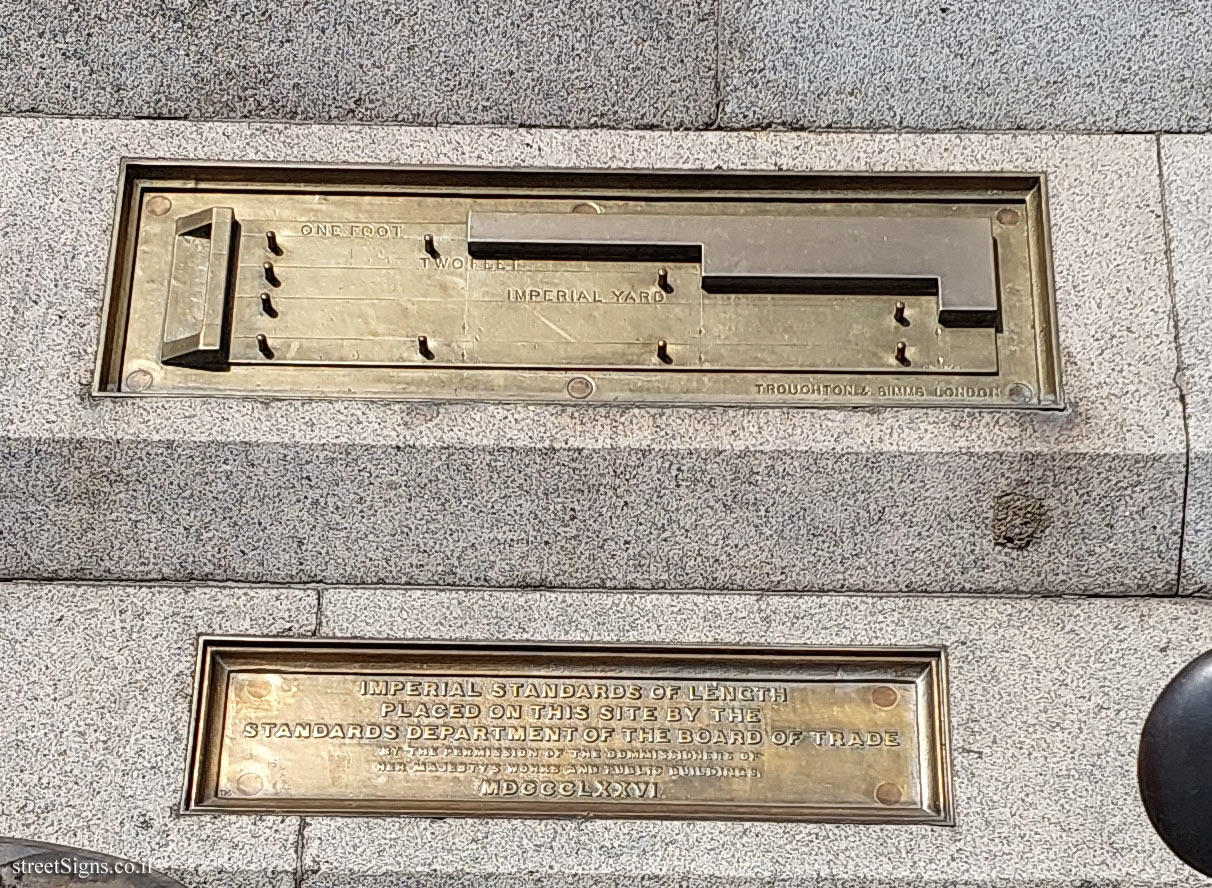 ONE FOOT
TWO FEET
IMPERIAL YARD
TROUGHTON & SIMMS LONDON
IMPERIAL STANDARDS OF LENGTH
PLACED ON THIS SITE BY THE
STANDARDS DEPARTMENT OF THE BOARD OF TRADE
BY THE PERMISSION OF THE COMMISSIONERS OF
HER MAJESTY'S WORKS AND PUBLIC BUILDINGS
MDCCCLXXVI
streetSigns.co.il